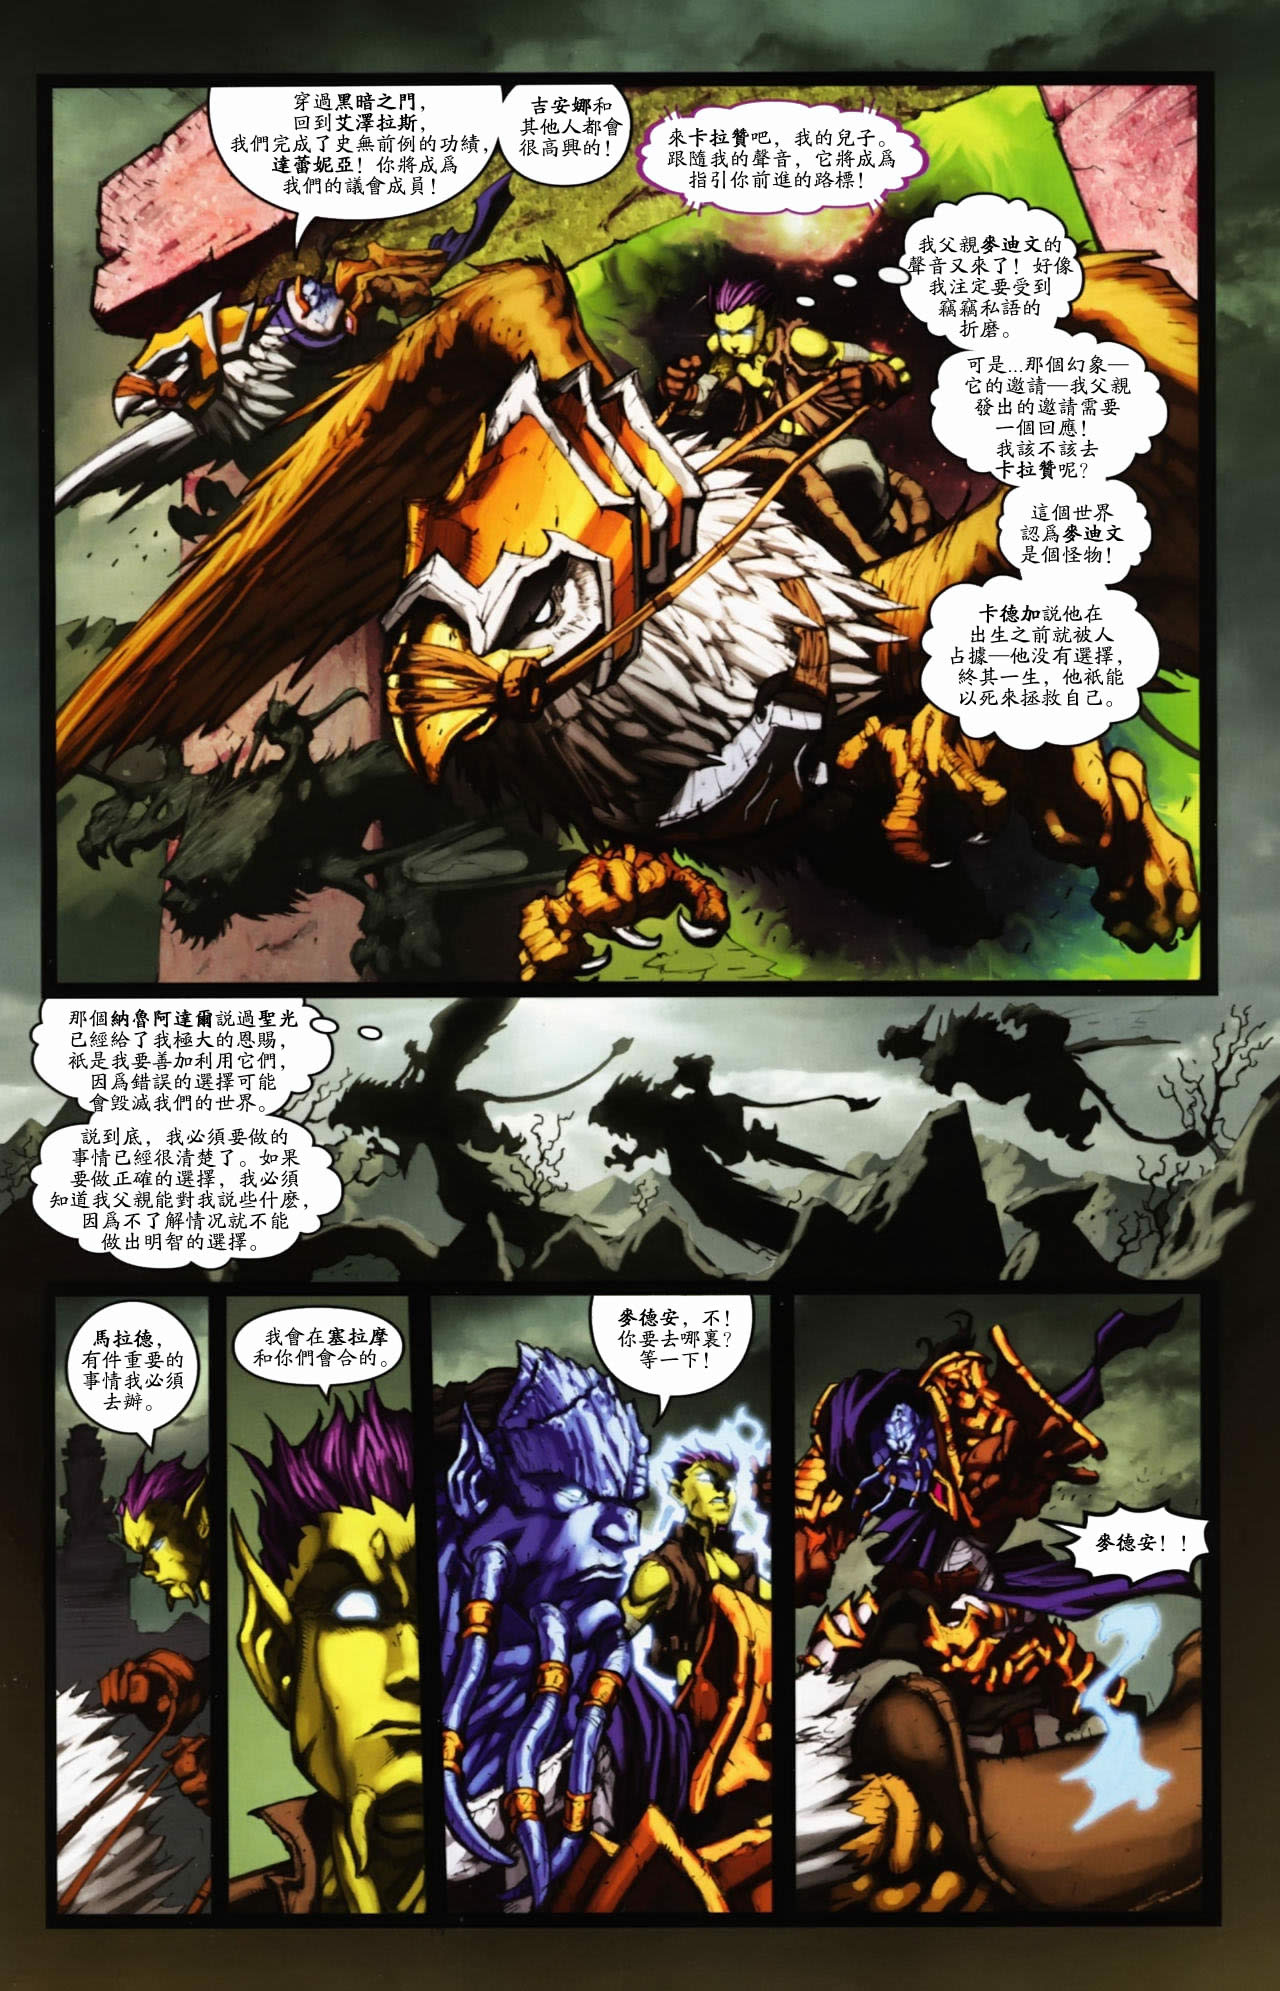 穿過黑暗之門，
回到艾澤拉斯，
我們完成了史無前例的功績，
達蕾妮亞！你將成爲
我們的議會成員！
吉安娜和
其他人都會
很高興的！
來卡拉贊吧，我的兒子。
跟隨我的聲音，它將成爲
指引你前進的路標！
我父親麥迪文的
聲音又來了！好像
我注定要受到
竊竊私語的
折磨。
可是...那個幻象—
它的邀請—我父親
發出的邀請需要
一個回應！
我該不該去
卡拉贊呢？
這個世界
認爲麥迪文
是個怪物！
卡德加説他在
出生之前就被人
占據—他没有選擇，
終其一生，他衹能
以死來拯救自己。
那個納魯阿達爾説過聖光
已經給了我極大的恩賜，
衹是我要善加利用它們，
因爲錯誤的選擇可能
會毀滅我們的世界。
説到底，我必須要做的
事情已經很清楚了。如果
要做正確的選擇，我必須
知道我父親能對我説些什麽，
因爲不了解情况就不能
做出明智的選擇。
馬拉德，
有件重要的
事情我必須
去辦。
我會在塞拉摩
和你們會合的。
麥德安，不！
你要去哪裏？
等一下！
麥德安！！